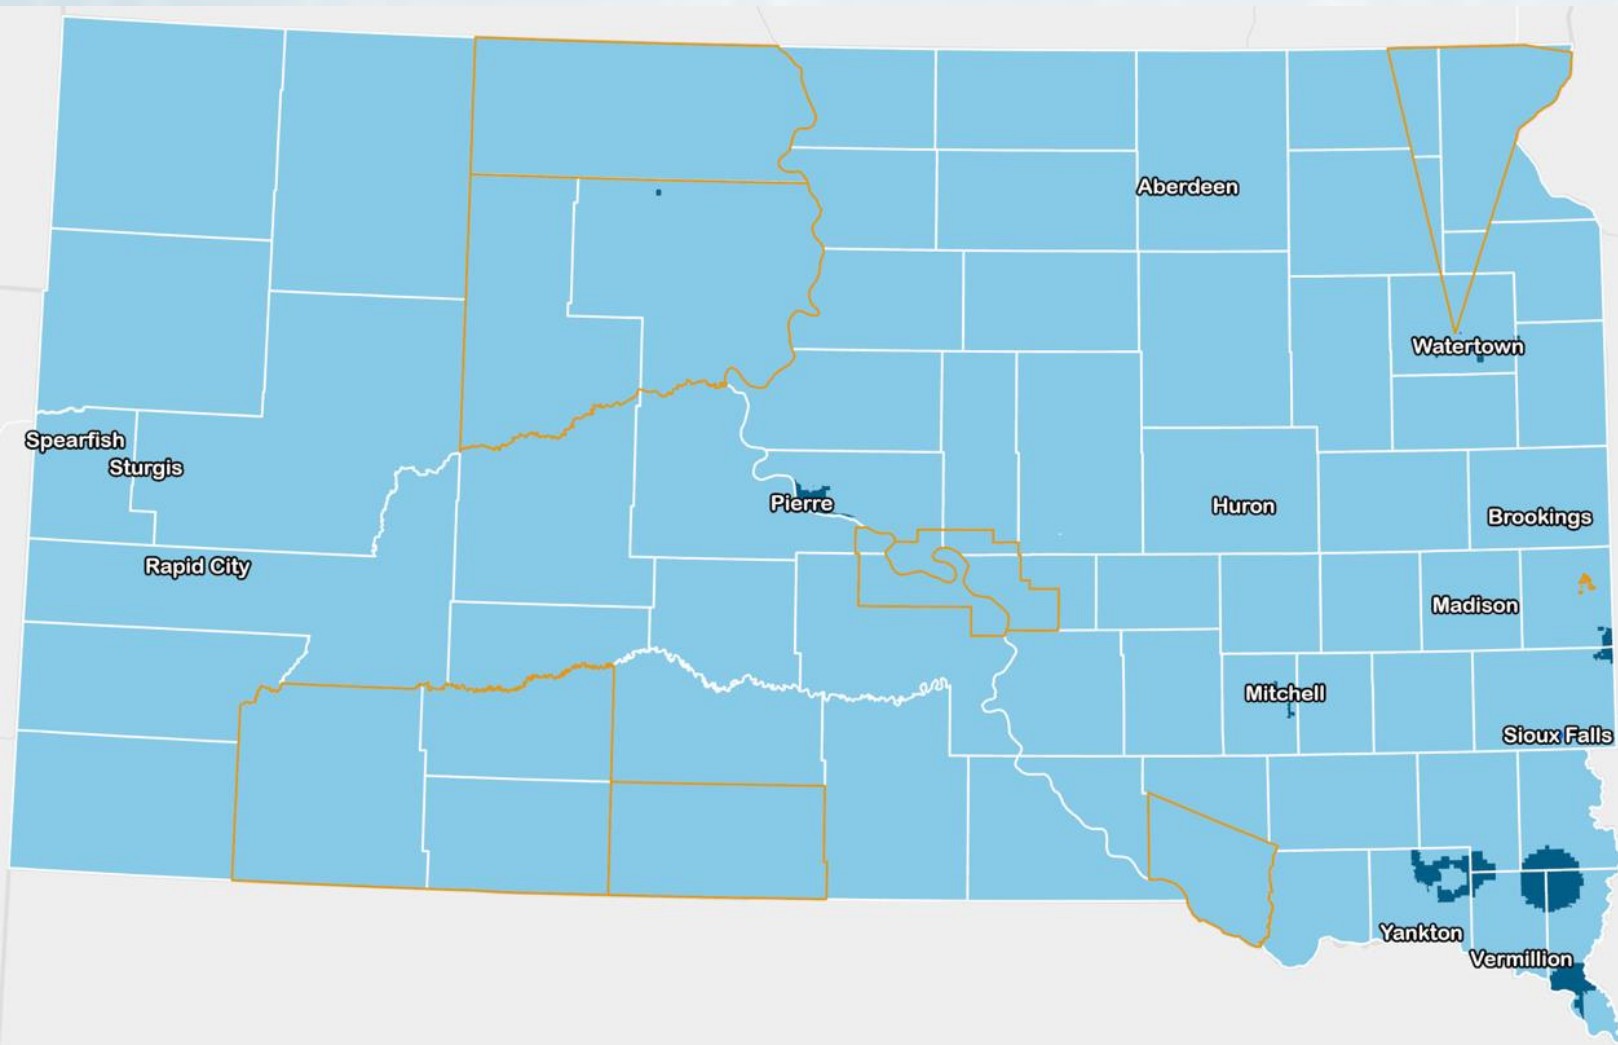 Aberdeen
Watertown
Spearfish
Sturgis
Pierre
Huron
Brookings
Rapid City
Madison
Mitchell
Sioux Falls
Yankton
Vermillion